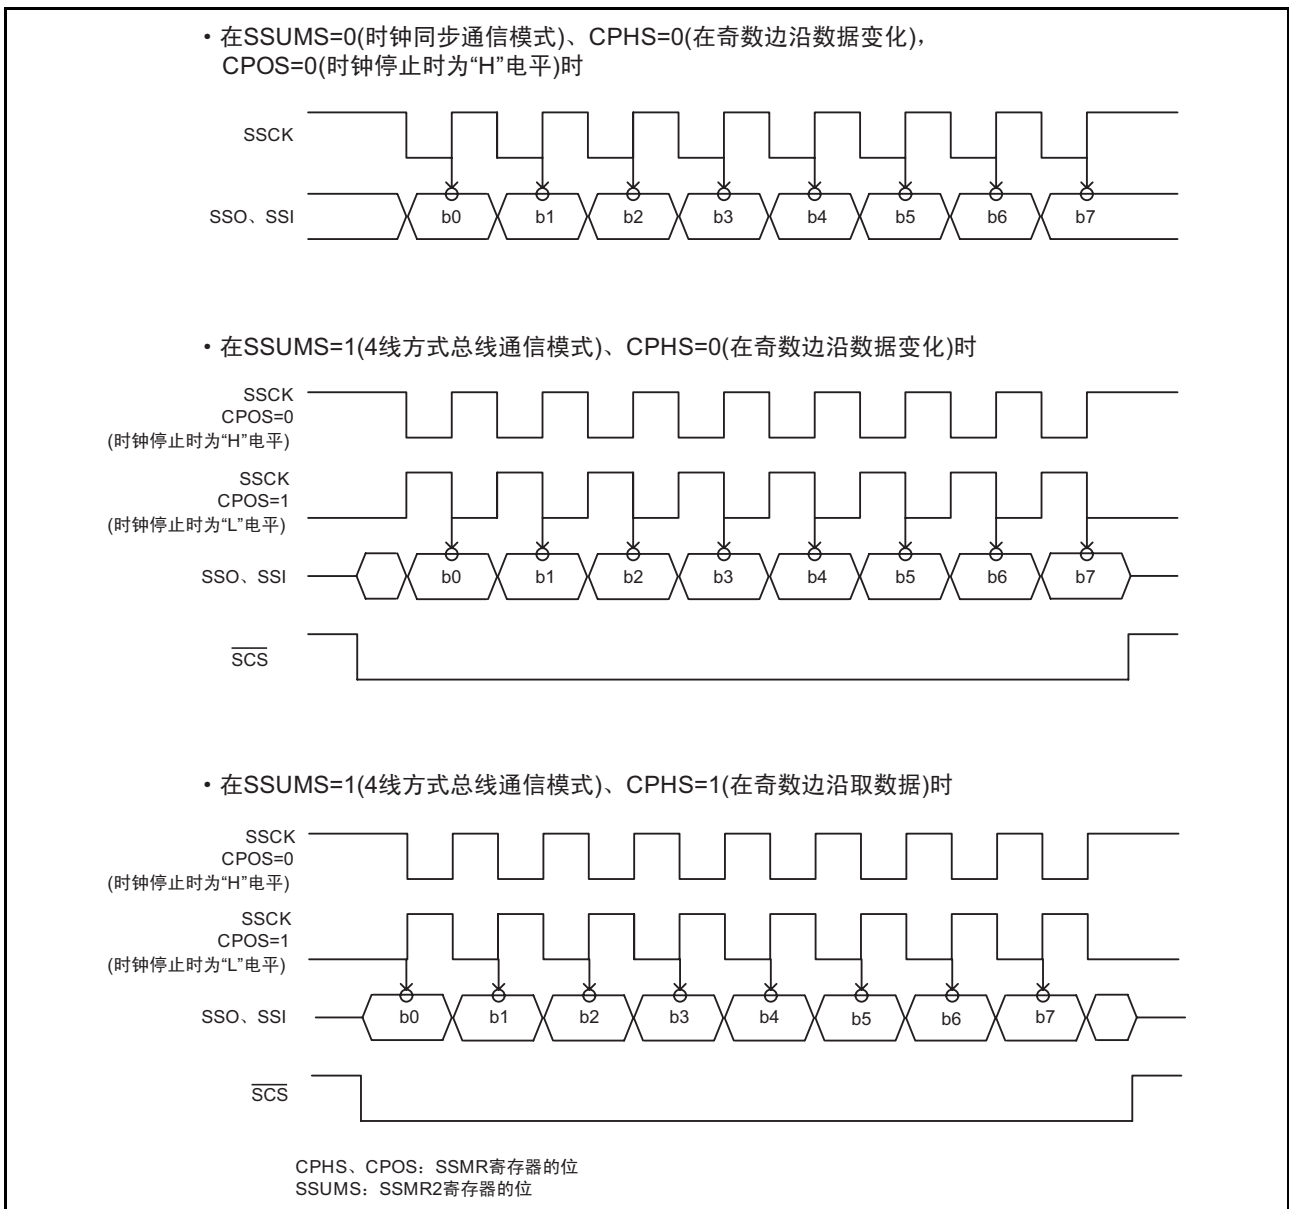 • 在SSUMS=0(时钟同步通信模式)、CPHS=0(在奇数边沿数据变化),
CPOS=0(时钟停止时为“H”电平)时
SSCK
SSO、SSI
b0 b1 b2 b3 b4 b5 b6 b7
• 在SSUMS=1(4线方式总线通信模式)、CPHS=0(在奇数边沿数据变化)时
SSCK
CPOS=0
(时钟停止时为“H”电平)
SSCK
CPOS=1
(时钟停止时为“L”电平)
SSO、SSI
b0 b1 b2 b3 b4 b5 b6 b7
SCS
• 在SSUMS=1(4线方式总线通信模式)、CPHS=1(在奇数边沿取数据)时
SSCK
CPOS=0
(时钟停止时为“H”电平)
SSCK
CPOS=1
(时钟停止时为“L”电平)
SSO、SSI
b0 b1 b2 b3 b4 b5 b6 b7
SCS
CPHS、CPOS：SSMR寄存器的位
SSUMS：SSMR2寄存器的位